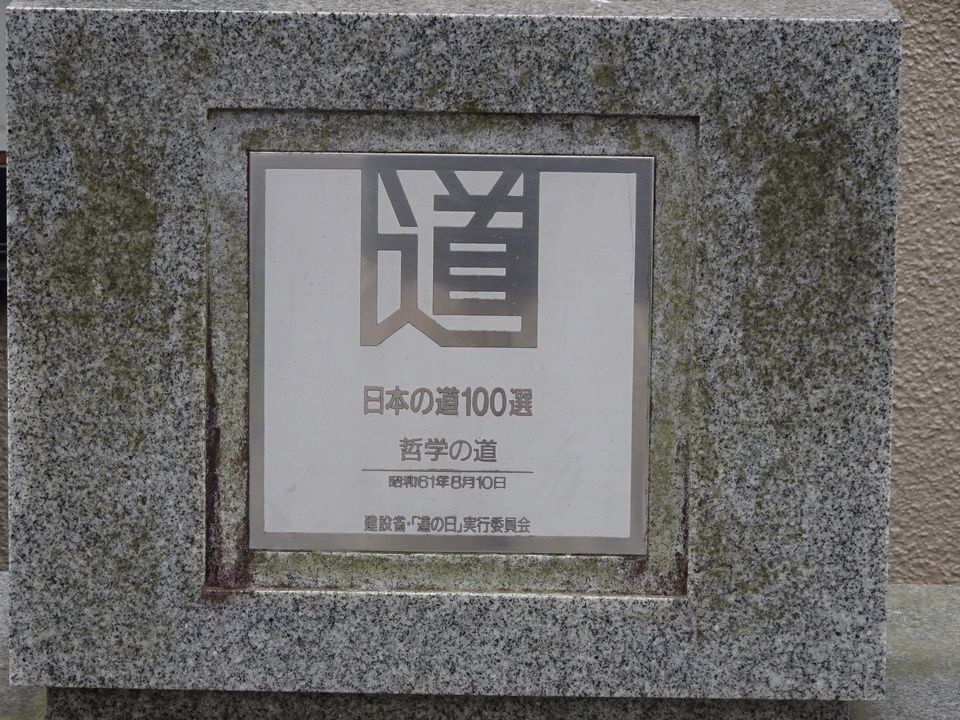 道
日本の道100選
哲学の道
昭和61年8月10日
建設省・「道の日」実行委員会